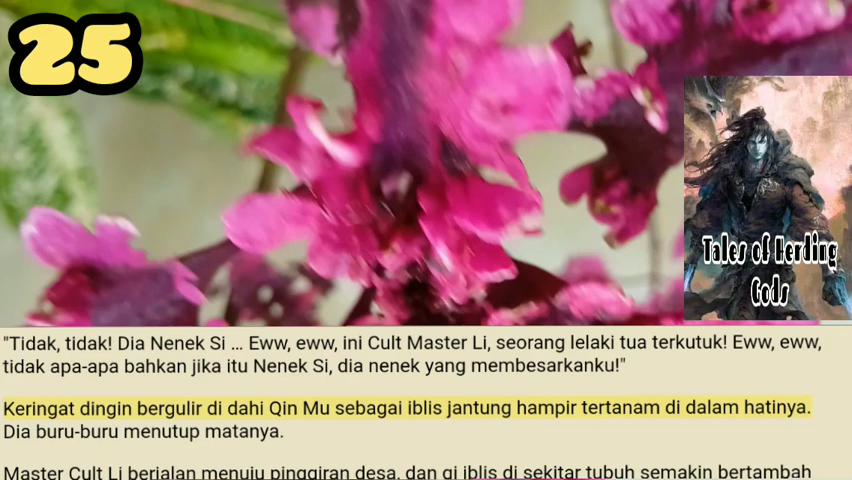 25
Tales of Herding
Gods
"Tidak, tidak! Dia Nenek Si ... Eww, eww, ini Cult Master Li, seorang lelaki tua terkutuk! Eww, eww,
tidak apa-apa bahkan jika itu Nenek Si, dia nenek yang membesarkanku!"
Keringat dingin bergulir di dahi Qin Mu sebagai iblis jantung hampir tertanam di dalam hatinya.
Dia buru-buru menutup matanya.
Master Cult Li berjalan menuju pinggiran desa, dan qi iblis di sekitar tubuh semakin bertambah